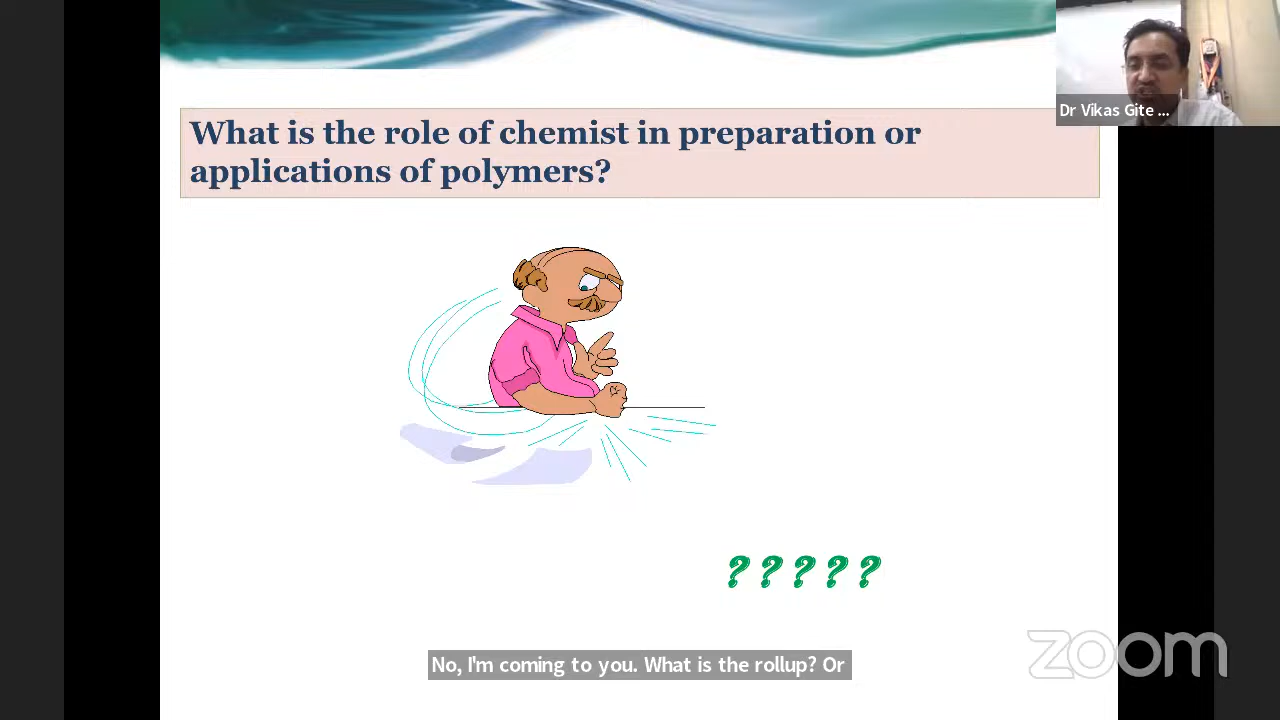 What is the role of chemist in preparation or
applications of polymers?
Dr Vikas Gite ...
?????
No, I'm coming to you. What is the rollup? Or
zoom